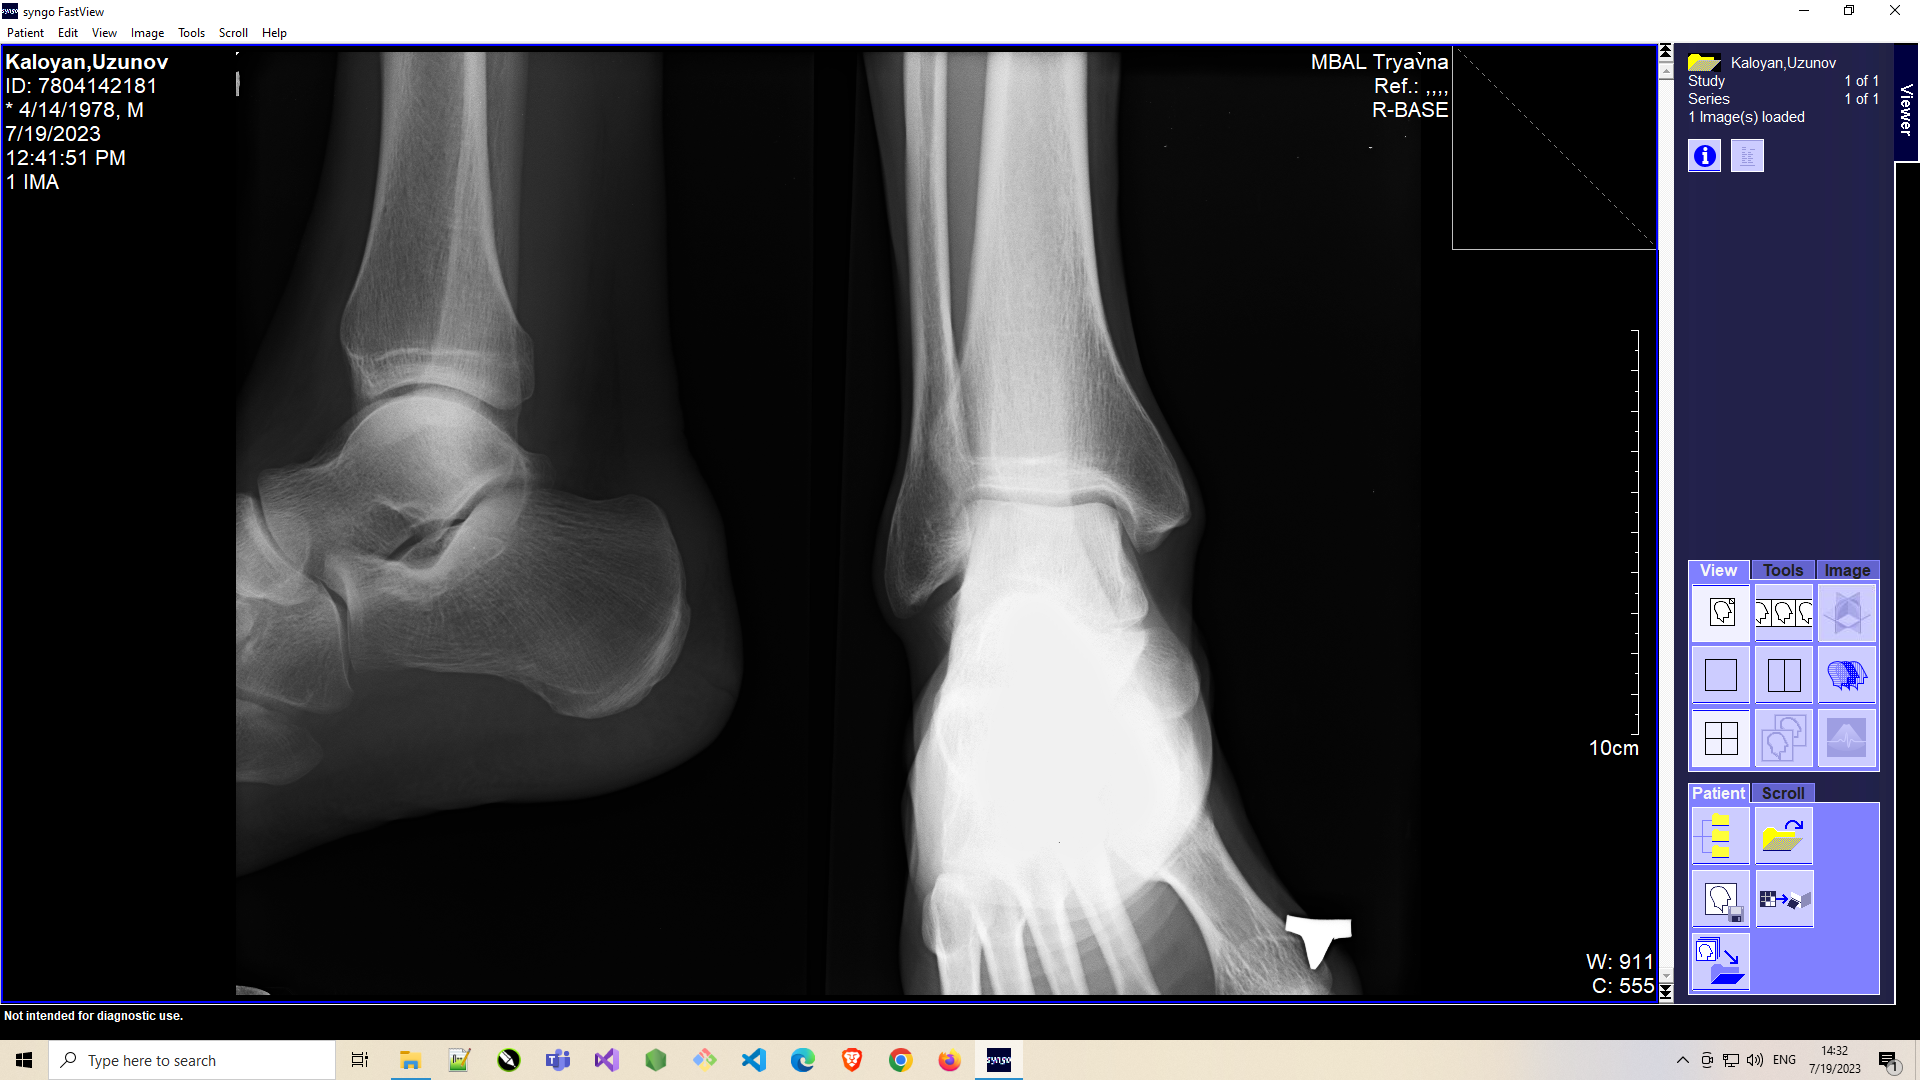 syngo FastView
Patient Edit View Image Tools Scroll Help
Kaloyan,Uzunov
ID: 7804142181
* 4/14/1978, M
7/19/2023
12:41:51 PM
1 IMA
MBAL Tryavna
Ref.: ,,,,
R-BASE
10cm
W: 911
C: 555
Kaloyan,Uzunov
Study 1 of 1
Series 1 of 1
1 Image(s) loaded
Viewer
View Tools Image
Patient Scroll
Not intended for diagnostic use.
Type here to search
syngo
ENG
14:32
7/19/2023
1